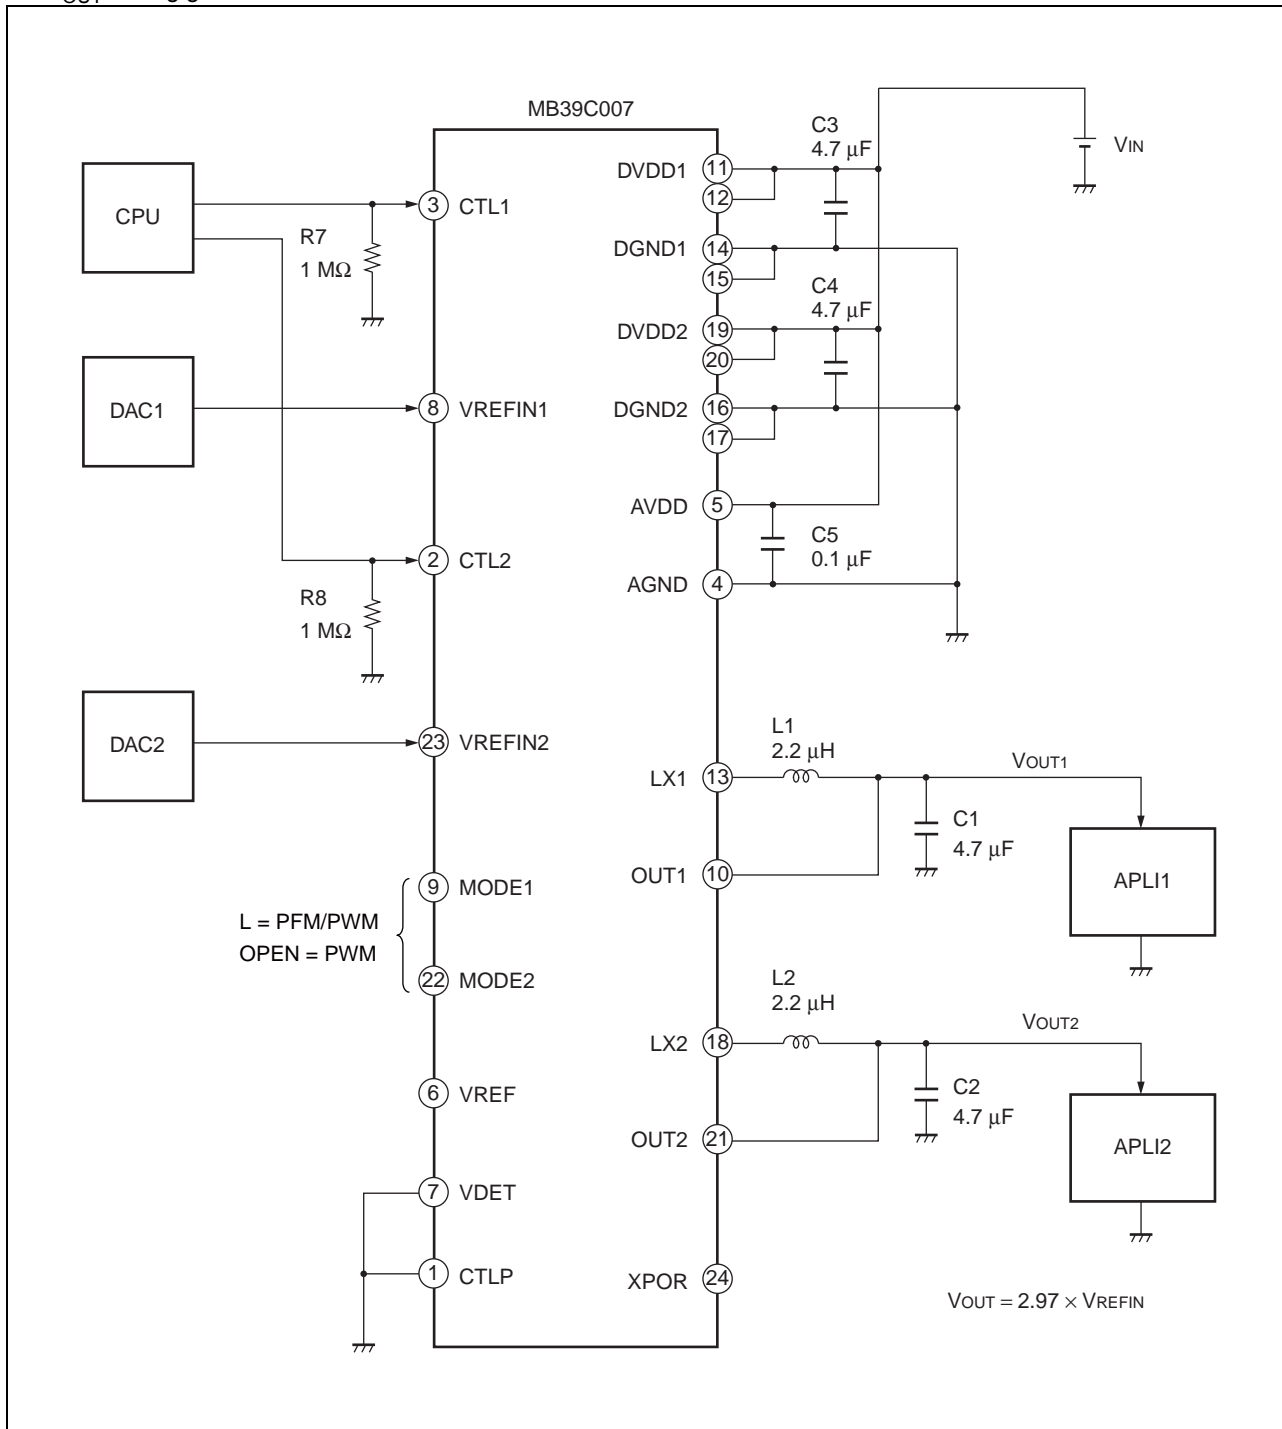 MB39C007
CPU
R7
1 MΩ
3 CTL1
DAC1
8 VREFIN1
2 CTL2
R8
1 MΩ
DAC2
23 VREFIN2
L = PFM/PWM
OPEN = PWM
9 MODE1
22 MODE2
6 VREF
7 VDET
1 CTLP
DVDD1 11
12
C3
4.7 μF
VIN
DGND1 14
15
C4
4.7 μF
DVDD2 19
20
DGND2 16
17
AVDD 5
C5
0.1 μF
AGND 4
L1
2.2 μH
LX1 13
VOUT1
C1
4.7 μF
OUT1 10
APLI1
L2
2.2 μH
LX2 18
VOUT2
C2
4.7 μF
OUT2 21
APLI2
XPOR 24
VOUT = 2.97 × VREFIN